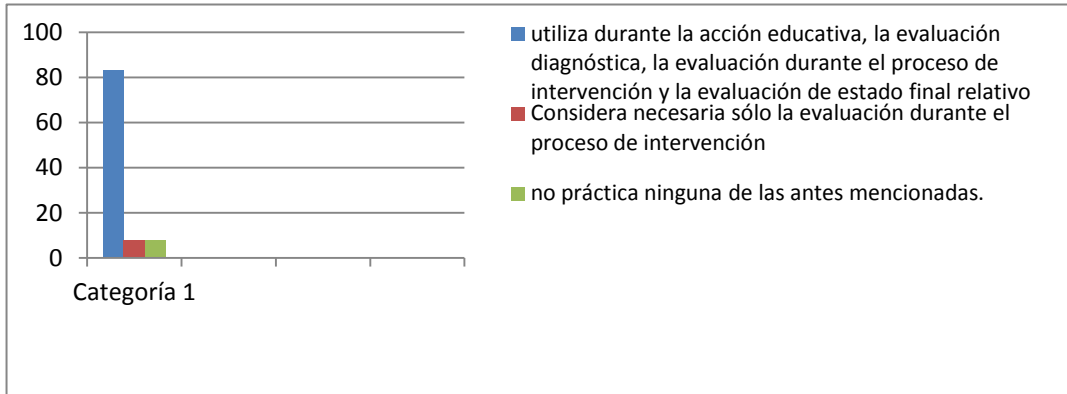 100
80
60
40
20
0
Categoría 1
utiliza durante la acción educativa, la evaluación
diagnóstica, la evaluación durante el proceso de
intervención y la evaluación de estado final relativo
Considera necesaria sólo la evaluación durante el
proceso de intervención
no práctica ninguna de las antes mencionadas.